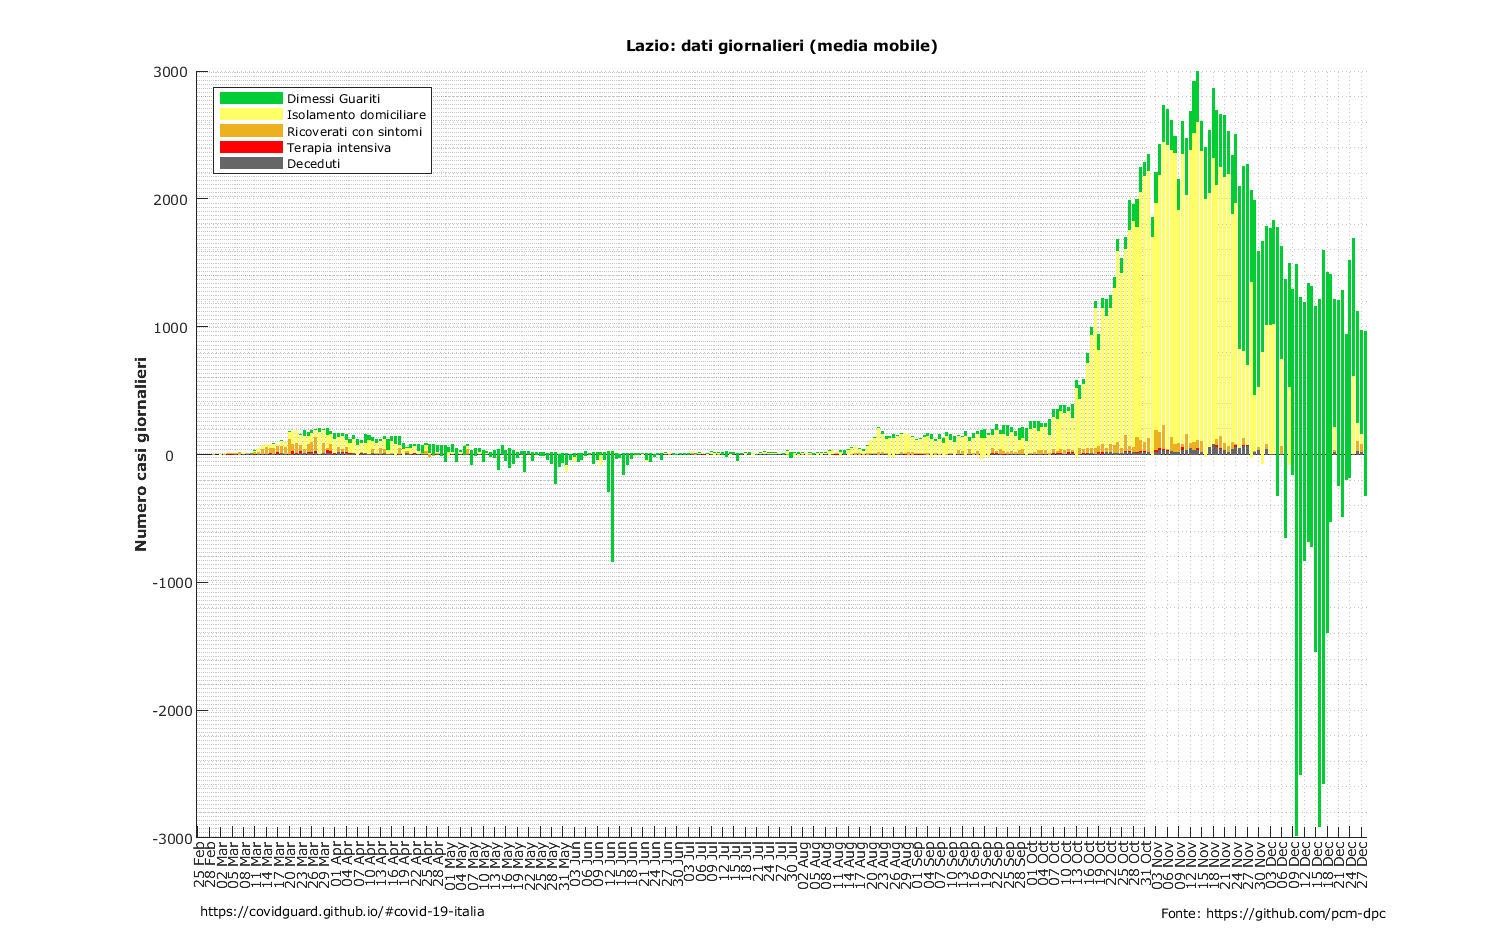 Lazio: dati giornalieri (media mobile)
3000
2000
1000
0
-1000
-2000
-3000
Numero casi giornalieri
Dimessi Guariti
Isolamento domiciliare
Ricoverati con sintomi
Terapia intensiva
Deceduti
25 Feb
28 Feb
02 Mar
05 Mar
08 Mar
11 Mar
14 Mar
17 Mar
20 Mar
23 Mar
26 Mar
29 Mar
01 Apr
04 Apr
07 Apr
10 Apr
13 Apr
16 Apr
19 Apr
22 Apr
25 Apr
28 Apr
01 May
04 May
07 May
10 May
13 May
16 May
19 May
22 May
25 May
28 May
31 May
03 Jun
06 Jun
09 Jun
12 Jun
15 Jun
18 Jun
21 Jun
24 Jun
27 Jun
30 Jun
03 Jul
06 Jul
09 Jul
12 Jul
15 Jul
18 Jul
21 Jul
24 Jul
27 Jul
30 Jul
02 Aug
05 Aug
08 Aug
11 Aug
14 Aug
17 Aug
20 Aug
23 Aug
26 Aug
29 Aug
01 Sep
04 Sep
07 Sep
10 Sep
13 Sep
16 Sep
19 Sep
22 Sep
25 Sep
28 Sep
01 Oct
04 Oct
07 Oct
10 Oct
13 Oct
16 Oct
19 Oct
22 Oct
25 Oct
28 Oct
31 Oct
03 Nov
06 Nov
09 Nov
12 Nov
15 Nov
18 Nov
21 Nov
24 Nov
27 Nov
30 Nov
03 Dec
06 Dec
09 Dec
12 Dec
15 Dec
18 Dec
21 Dec
24 Dec
27 Dec
https://covidguard.github.io/#covid-19-italia
Fonte: https://github.com/pcm-dpc